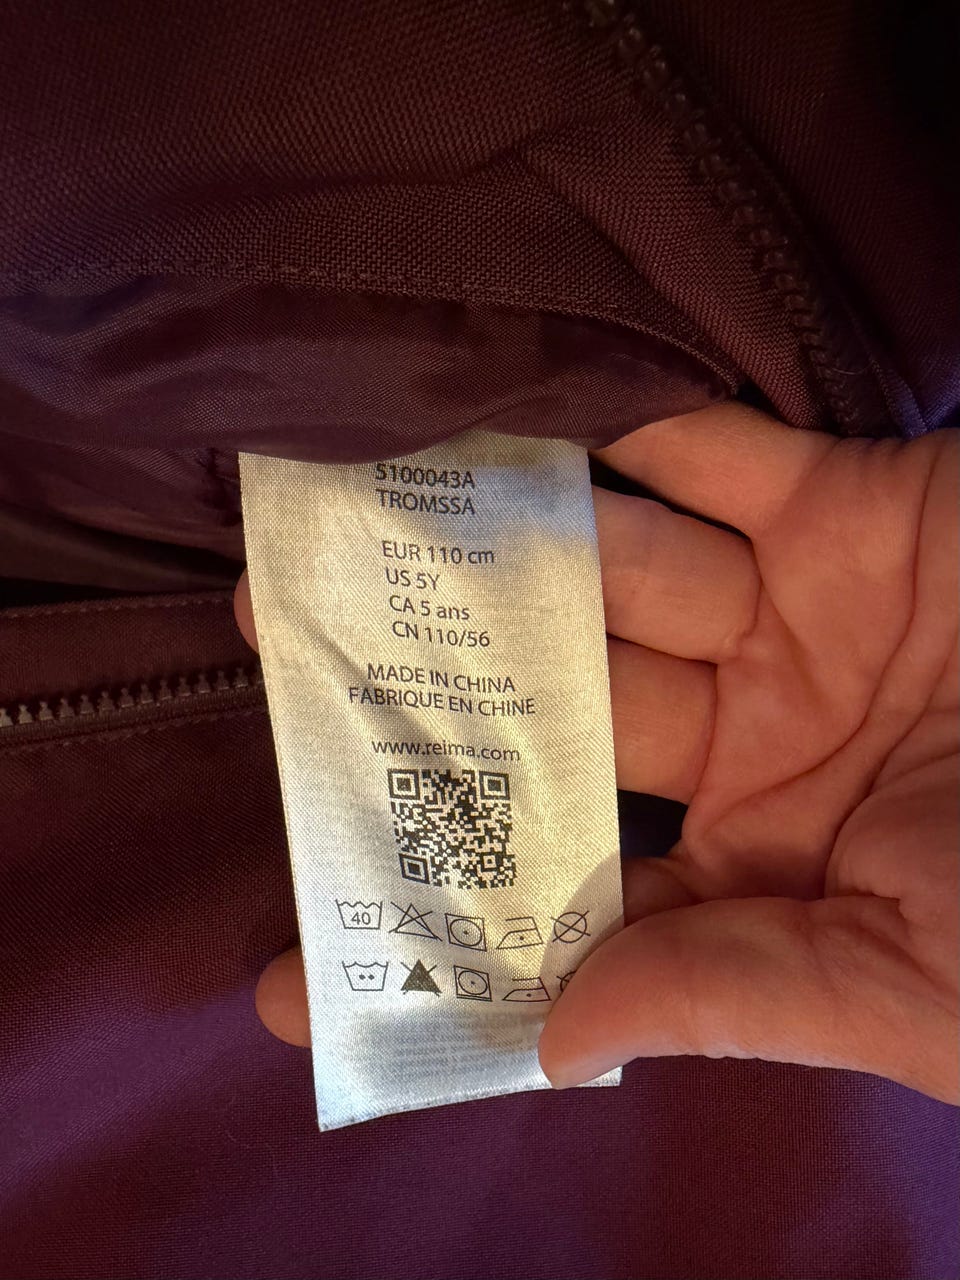 5100043A
TROMSSA
EUR 110 cm
US 5Y
CA 5 ans
CN 110/56
MADE IN CHINA
FABRIQUE EN CHINE
www.reima.com
40